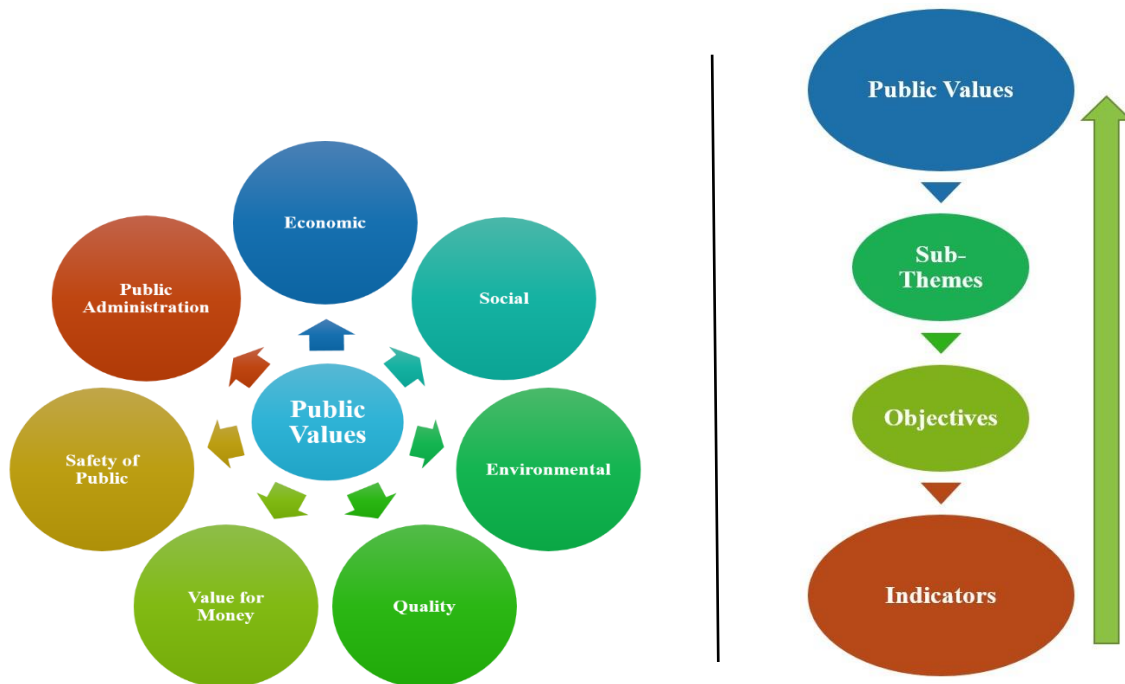 Economic
Social
Environmental
Quality
Value for
Money
Safety of
Public
Public
Administration
Public
Values
Public Values
Sub-
Themes
Objectives
Indicators